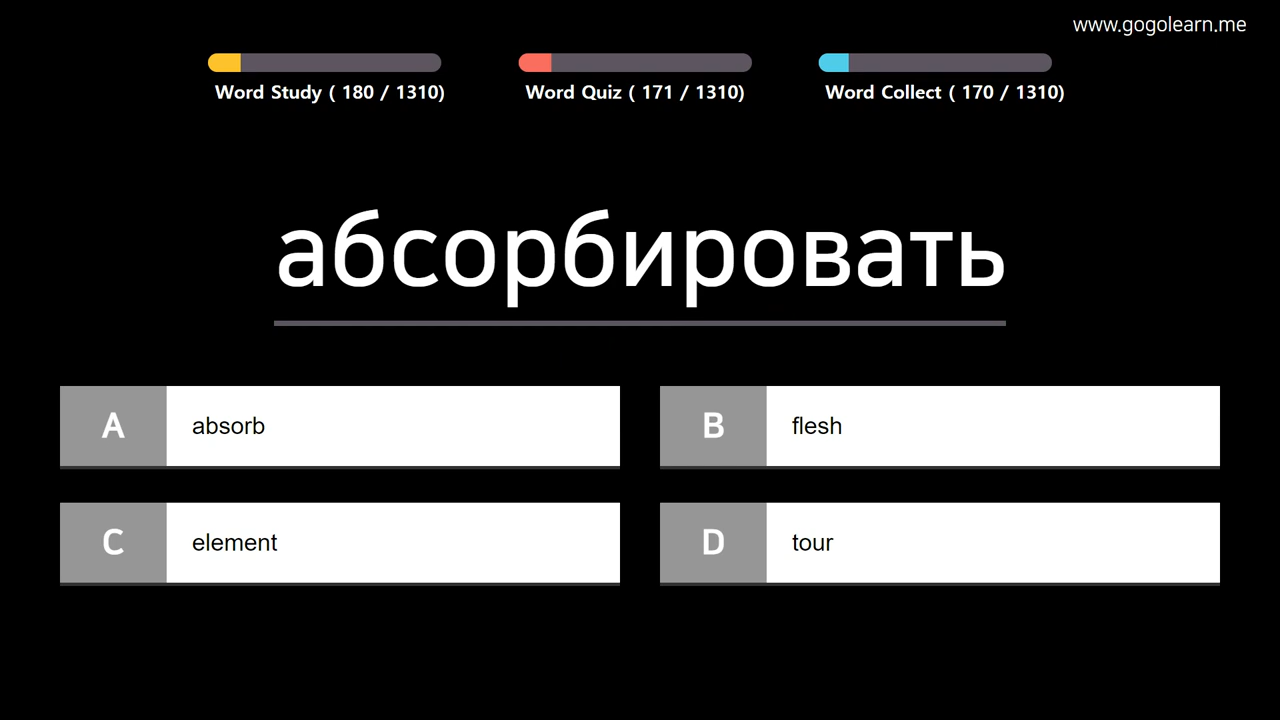 www.gogolearn.me
Word Study ( 180 / 1310)
Word Quiz ( 171 / 1310)
Word Collect ( 170 / 1310)
абсорбировать
A absorb
B flesh
C element
D tour